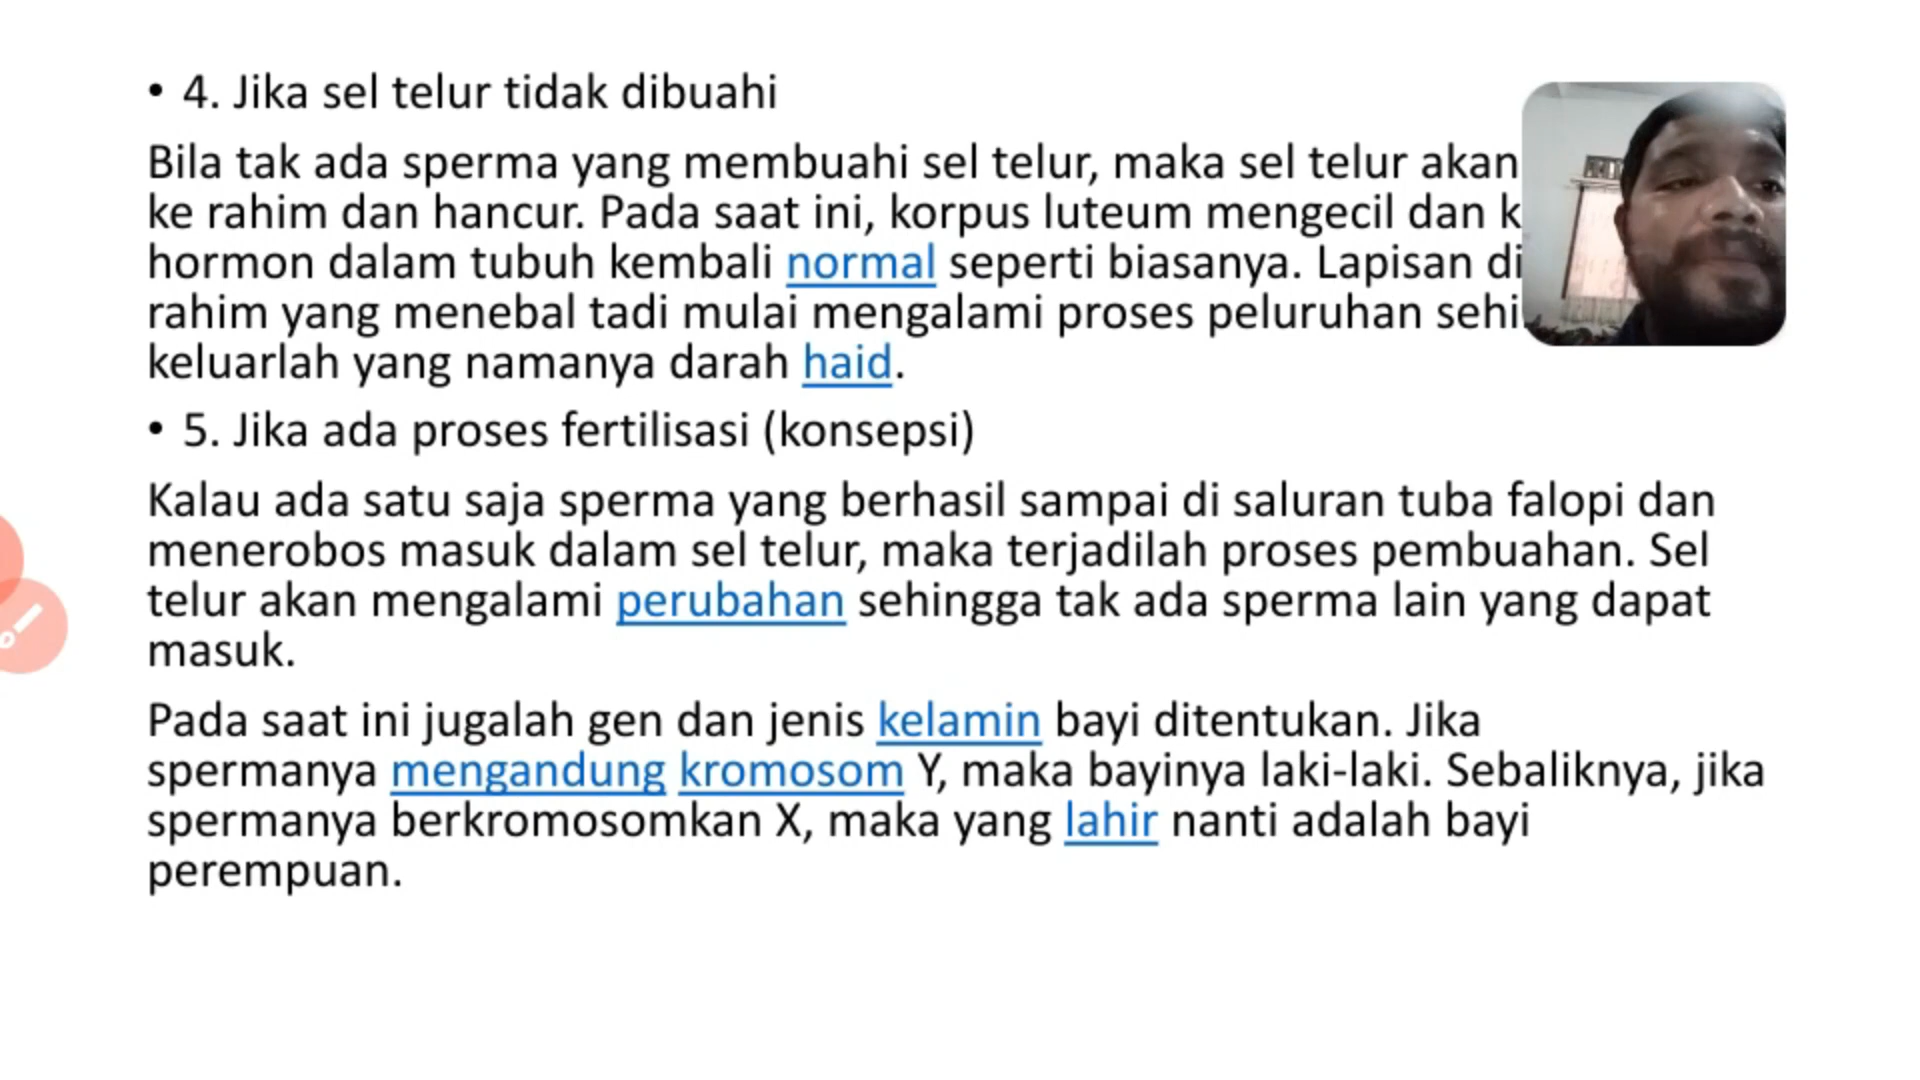 • 4. Jika sel telur tidak dibuahi
Bila tak ada sperma yang membuahi sel telur, maka sel telur akan
ke rahim dan hancur. Pada saat ini, korpus luteum mengecil dan
hormon dalam tubuh kembali normal seperti biasanya. Lapisan
rahim yang menebal tadi mulai mengalami proses peluruhan
keluarlah yang namanya darah haid.
• 5. Jika ada proses fertilisasi (konsepsi)
Kalau ada satu saja sperma yang berhasil sampai di saluran tuba falopi dan
menerobos masuk dalam sel telur, maka terjadilah proses pembuahan. Sel
telur akan mengalami perubahan sehingga tak ada sperma lain yang dapat
masuk.
Pada saat ini jugalah gen dan jenis kelamin bayi ditentukan. Jika
spermanya mengandung kromosom Y, maka bayinya laki-laki. Sebaliknya, jika
spermanya berkromosomkan X, maka yang lahir nanti adalah bayi
perempuan.